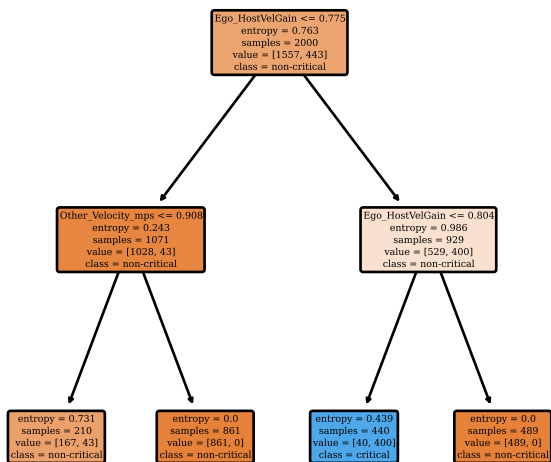 Ego_HostVelGain <= 0.775
entropy = 0.763
samples = 2000
value = [1557, 443]
class = non-critical
Other_Velocity_mps <= 0.908
entropy = 0.243
samples = 1071
value = [1028, 43]
class = non-critical
Ego_HostVelGain <= 0.804
entropy = 0.986
samples = 929
value = [529, 400]
class = non-critical
entropy = 0.731
samples = 210
value = [167, 43]
class = non-critical
entropy = 0.0
samples = 861
value = [861, 0]
class = non-critical
entropy = 0.439
samples = 440
value = [40, 400]
class = critical
entropy = 0.0
samples = 489
value = [489, 0]
class = non-critical